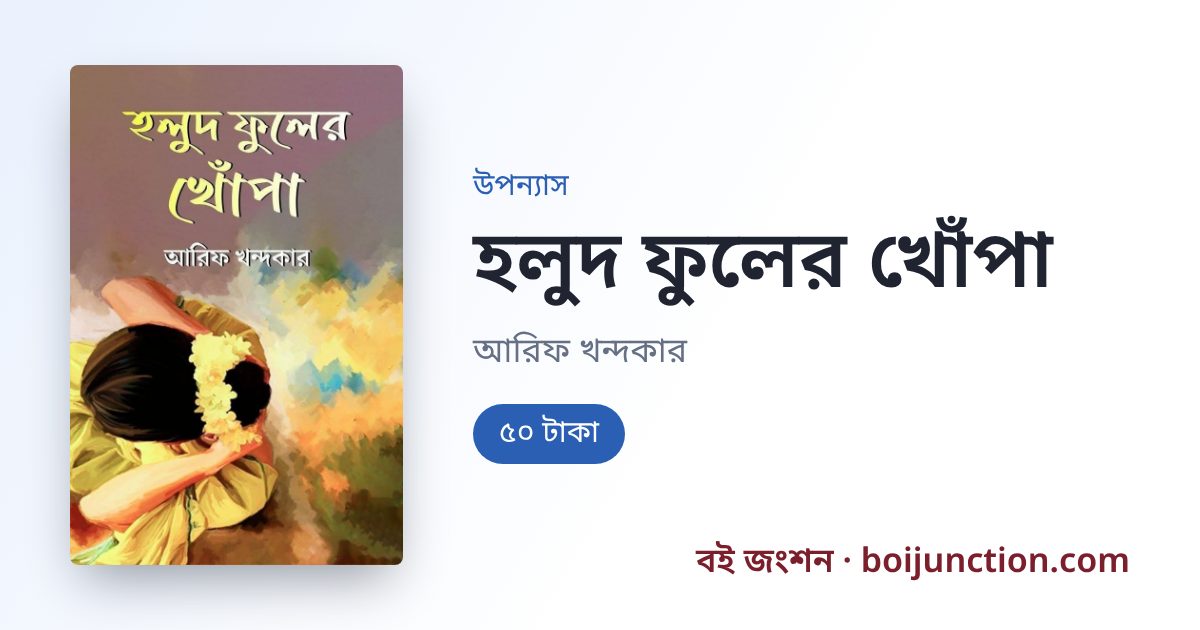 হলুদ ফুলের
খোঁপা
আরিফ খন্দকার
উপন্যাস
হলুদ ফুলের খোঁপা
আরিফ খন্দকার
৫০ টাকা
বই জংশন · boijunction.com